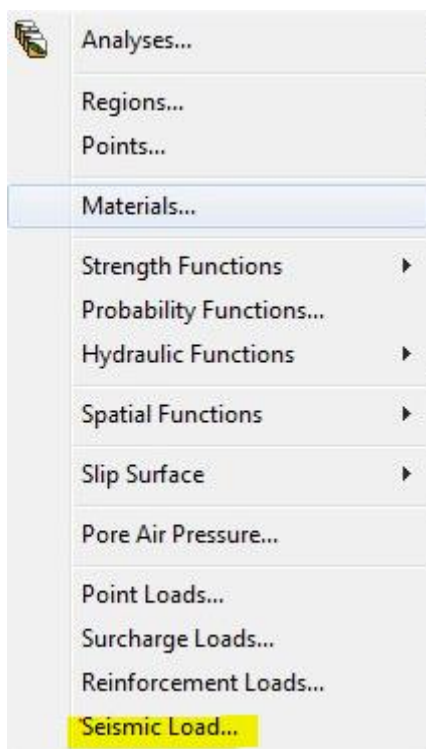 Analyses...
Regions...
Points...
Materials...
Strength Functions
Probability Functions...
Hydraulic Functions
Spatial Functions
Slip Surface
Pore Air Pressure...
Point Loads...
Surcharge Loads...
Reinforcement Loads...
Seismic Load...